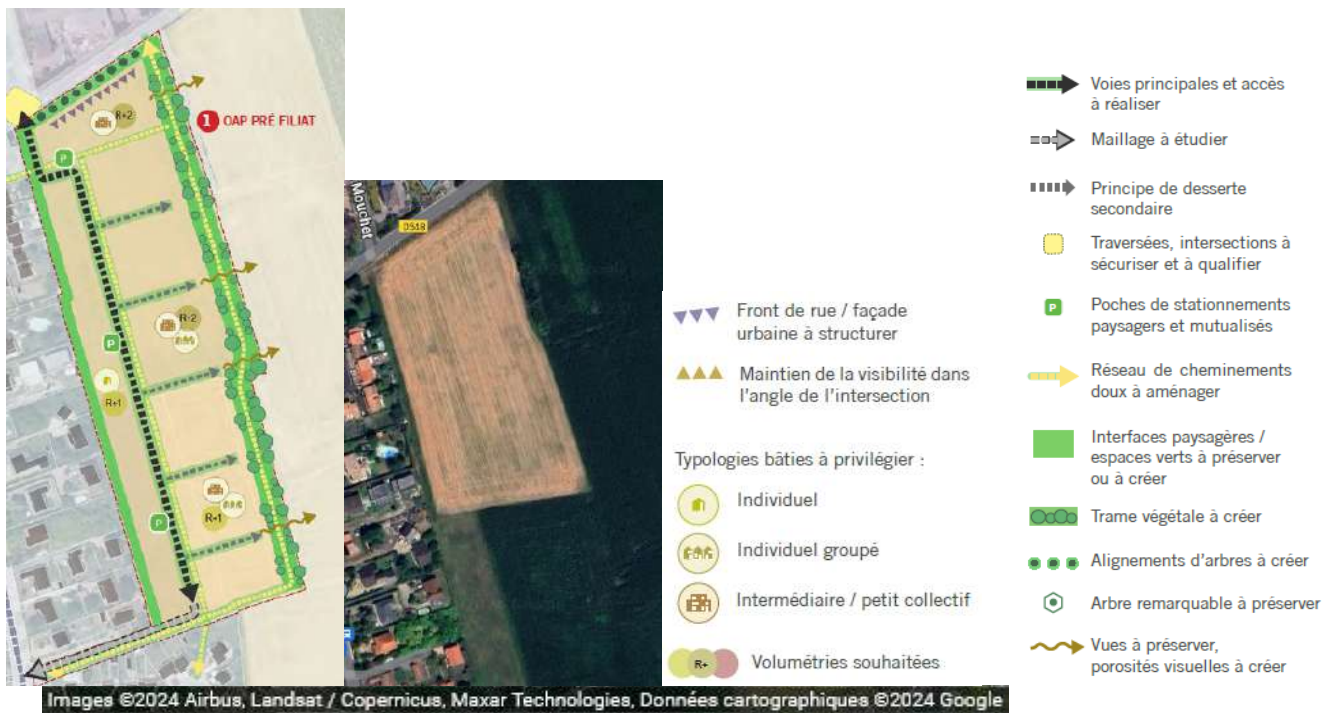 1 OAP PRÉ FILIAT
R+2
P
R+2
P
R+1
R+1
P
Mouchet
D518
Front de rue / façade
urbaine à structurer
Maintien de la visibilité dans
l'angle de l'intersection
Typologies bâties à privilégier :
Individuel
Individuel groupé
Intermédiaire / petit collectif
R+
Volumétries souhaitées
Voies principales et accès
à réaliser
Maillage à étudier
Principe de desserte
secondaire
Traversées, intersections à
sécuriser et à qualifier
P
Poches de stationnements
paysagers et mutualisés
Réseau de cheminements
doux à aménager
Interfaces paysagères /
espaces verts à préserver
ou à créer
Trame végétale à créer
Alignements d'arbres à créer
Arbre remarquable à préserver
Vues à préserver,
porosités visuelles à créer
Images ©2024 Airbus, Landsat / Copernicus, Maxar Technologies, Données cartographiques ©2024 Google